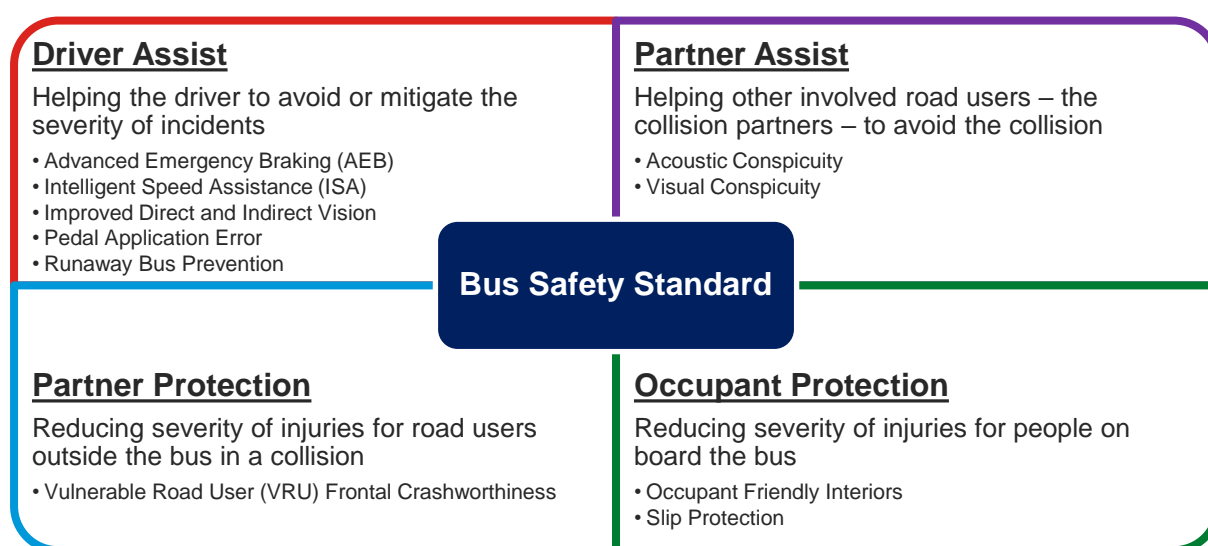 Driver Assist
Helping the driver to avoid or mitigate the
severity of incidents
• Advanced Emergency Braking (AEB)
• Intelligent Speed Assistance (ISA)
• Improved Direct and Indirect Vision
• Pedal Application Error
• Runaway Bus Prevention
Partner Assist
Helping other involved road users – the
collision partners – to avoid the collision
• Acoustic Conspicuity
• Visual Conspicuity
Bus Safety Standard
Partner Protection
Reducing severity of injuries for road users
outside the bus in a collision
• Vulnerable Road User (VRU) Frontal Crashworthiness
Occupant Protection
Reducing severity of injuries for people on
board the bus
• Occupant Friendly Interiors
• Slip Protection